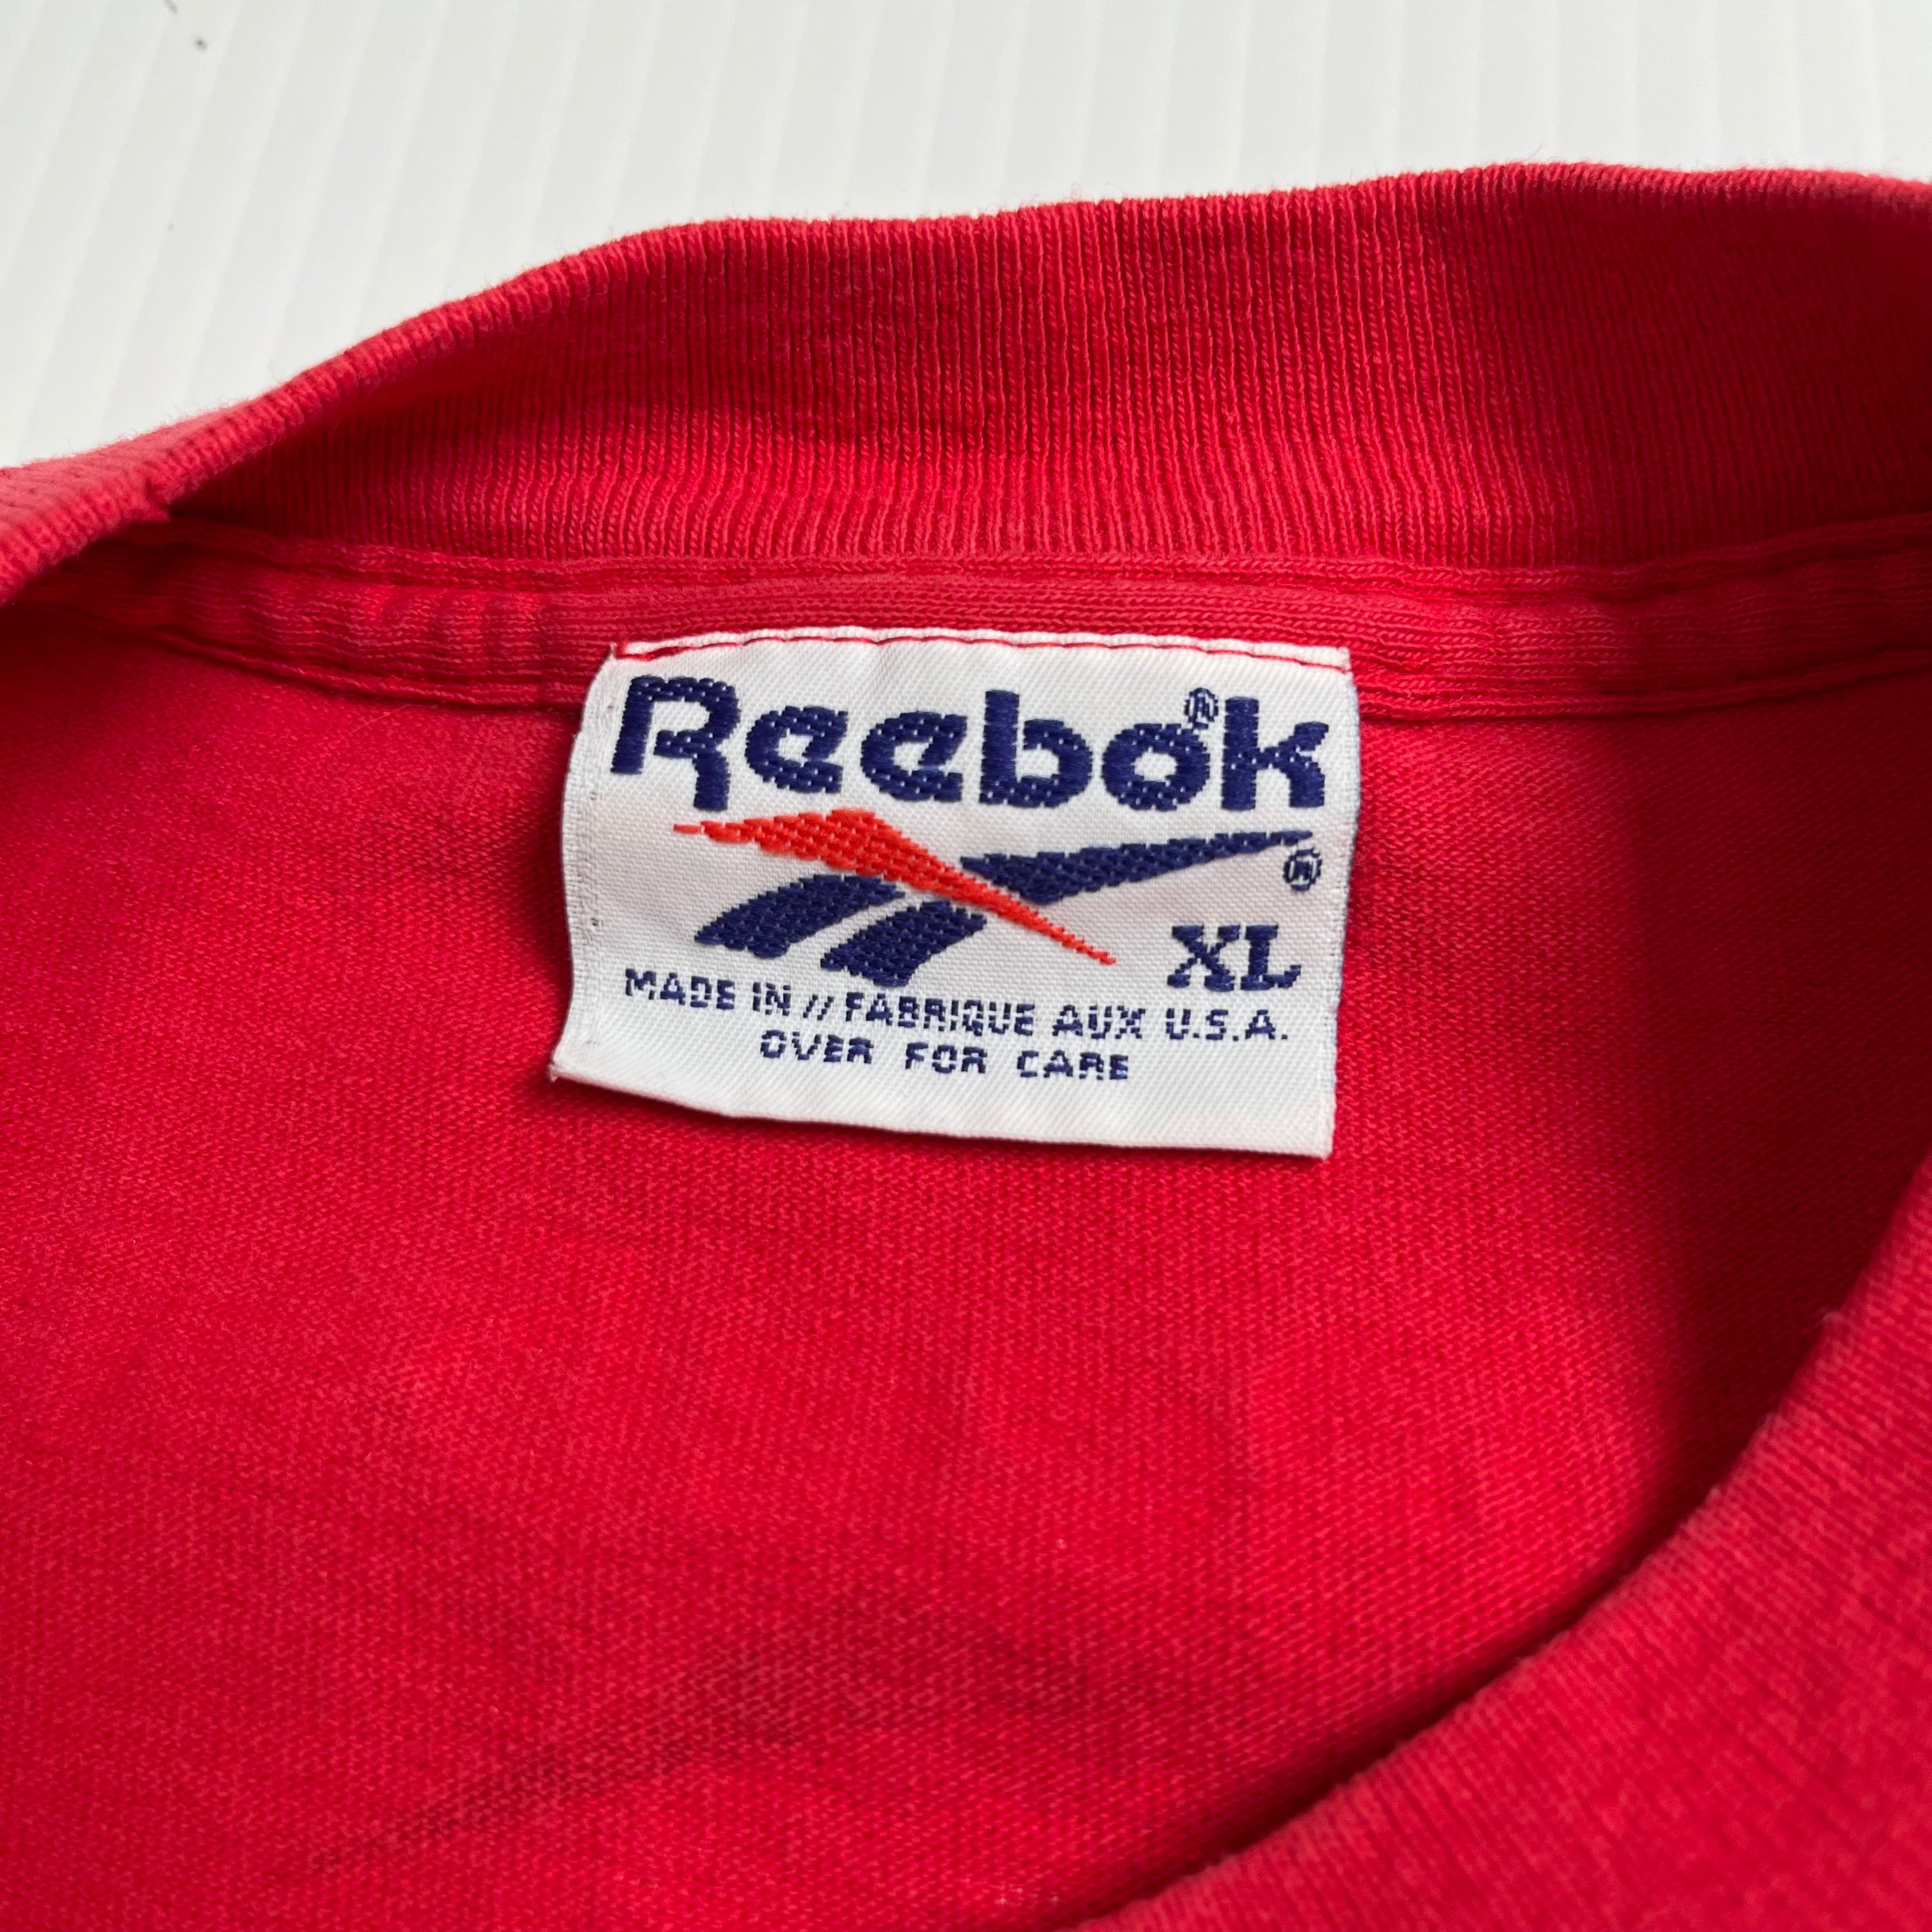 Reebok®
®
XL
MADE IN // FABRIQUE AUX U.S.A.
OVER FOR CARE